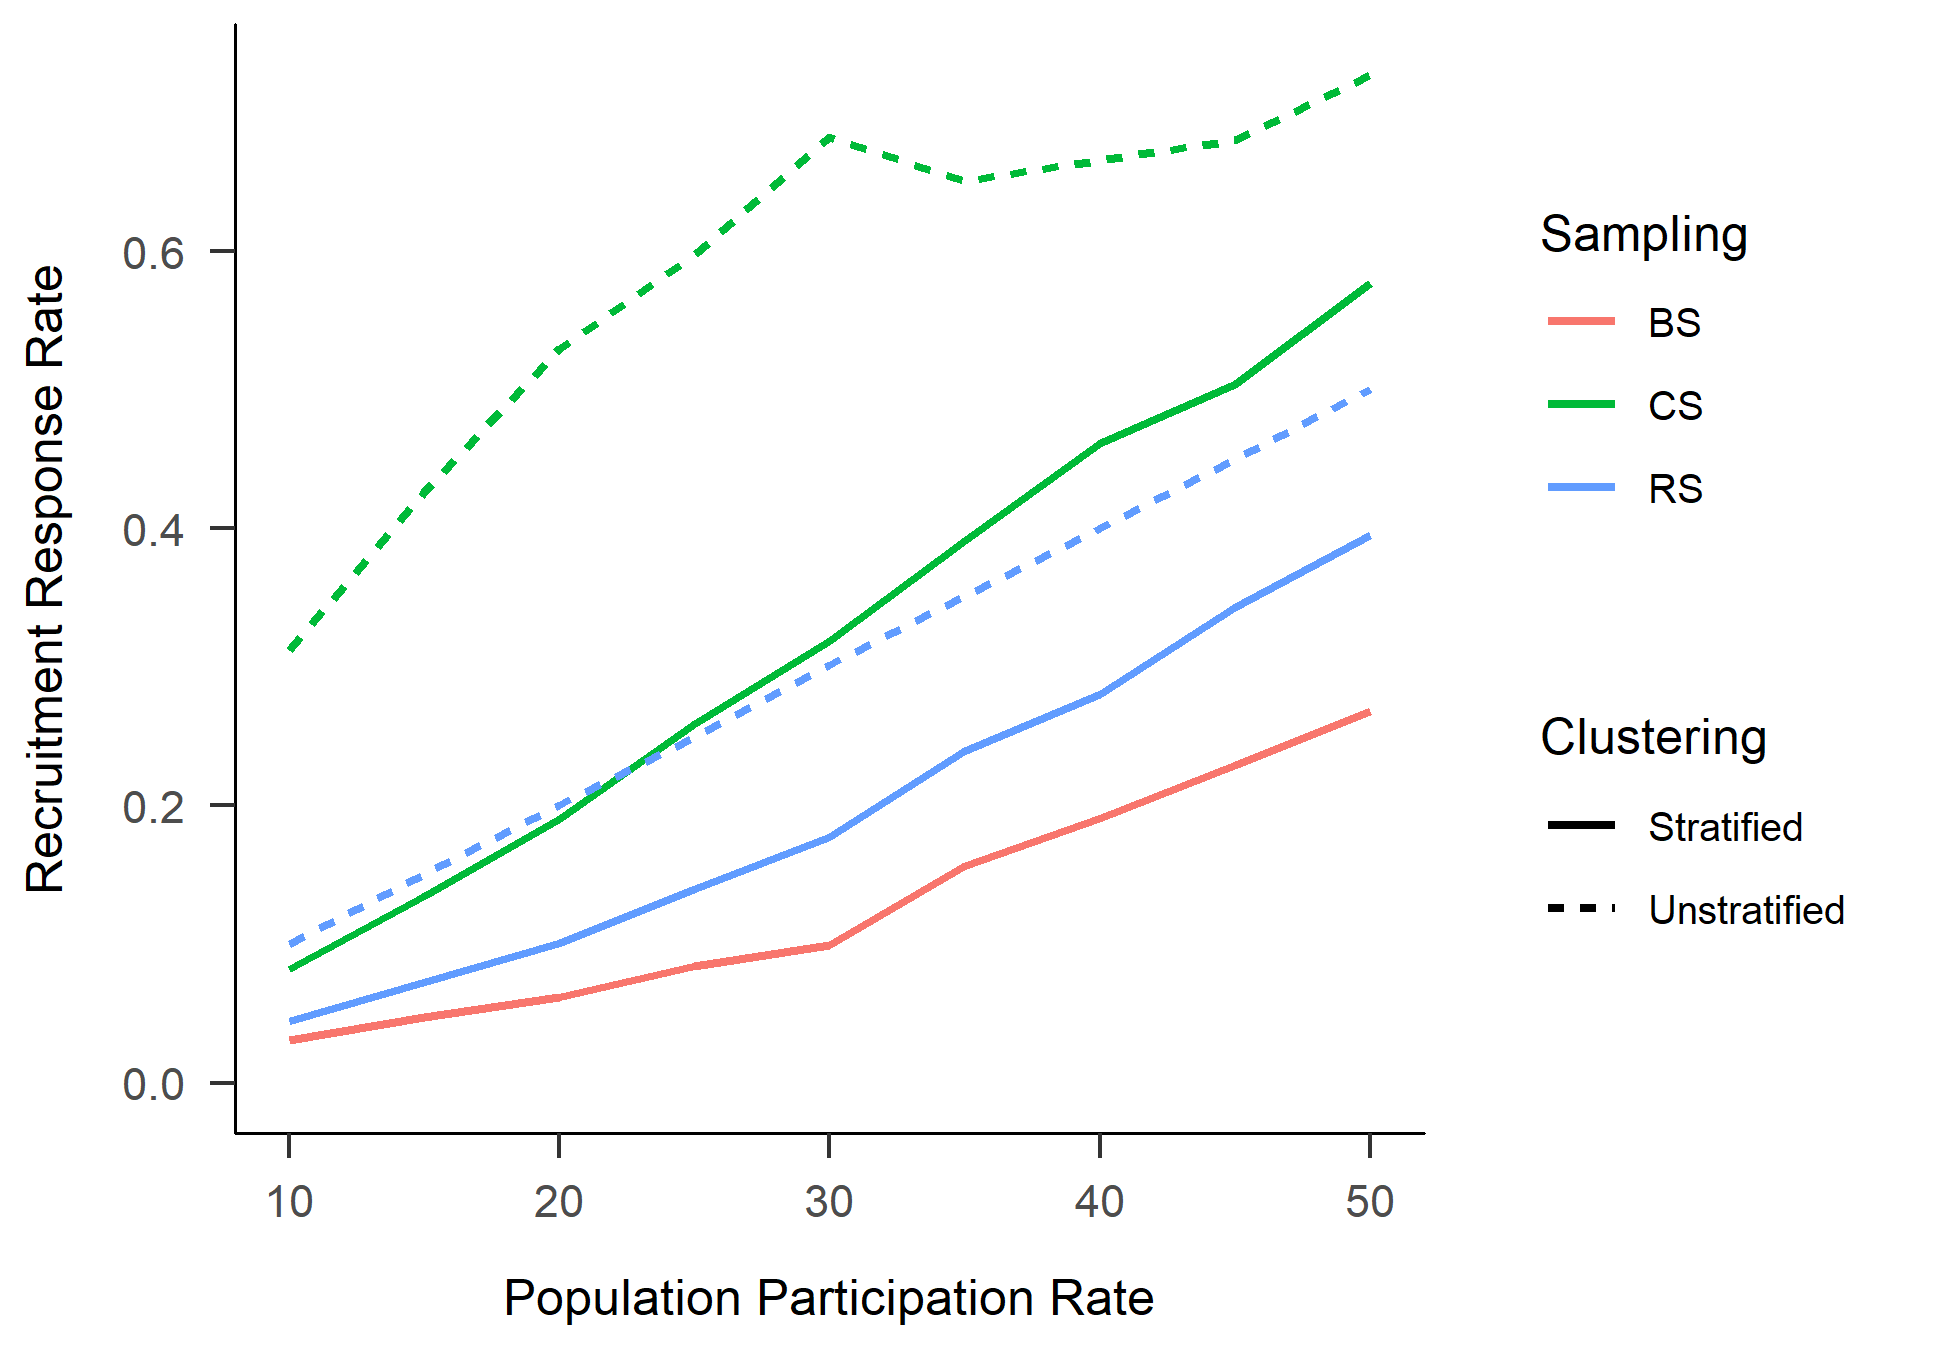 Recruitment Response Rate
0.6
0.4
0.2
0.0
10 20 30 40 50
Population Participation Rate
Sampling
BS
CS
RS
Clustering
Stratified
Unstratified